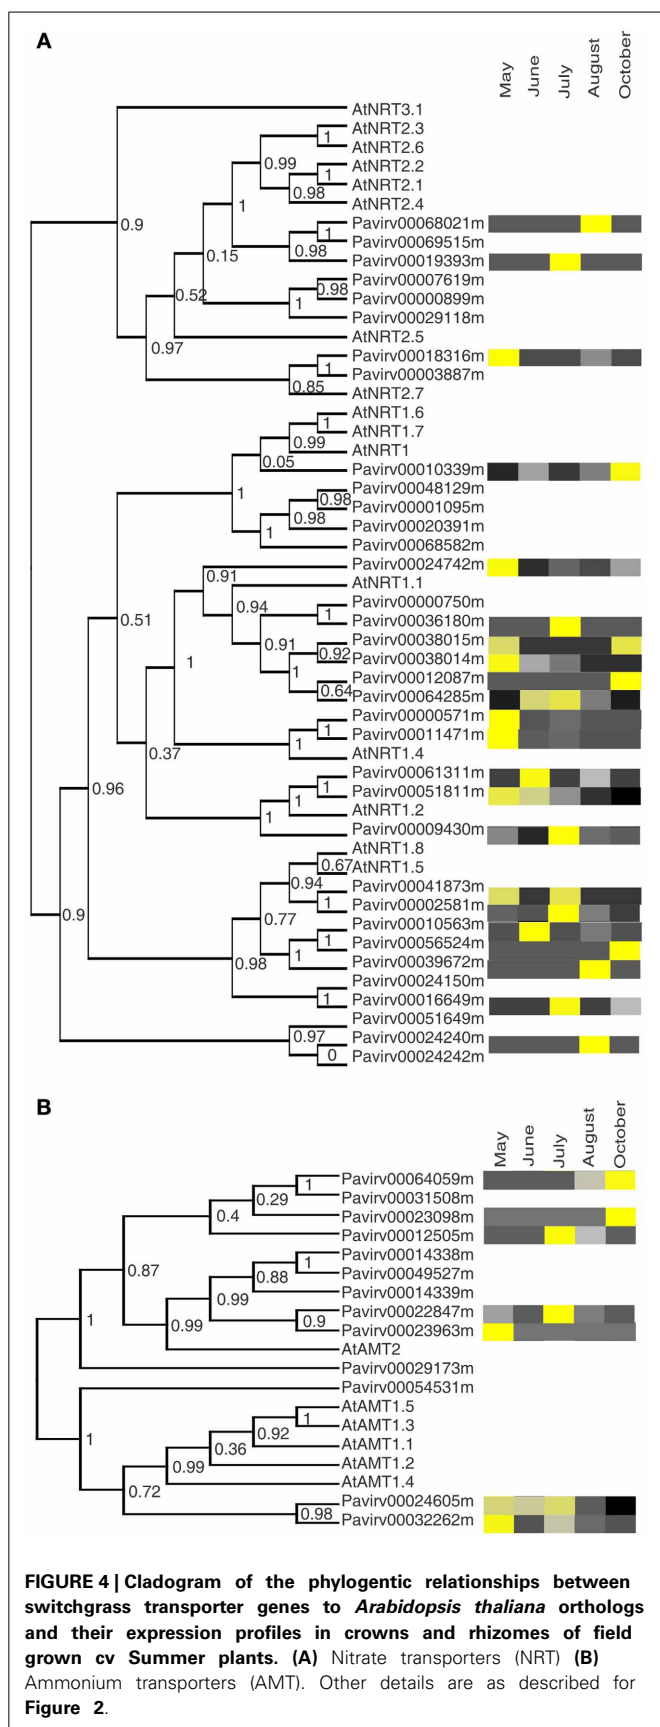 A
May
June
July
August
October
AtNRT3.1
AtNRT2.3
1
AtNRT2.6
0.99
AtNRT2.2
1
AtNRT2.1
0.98
AtNRT2.4
1
0.9
Pavirv00068021m
1
Pavirv00069515m
0.98
0.15
Pavirv00019393m
Pavirv00007619m
0.98
0.52
Pavirv00000899m
1
Pavirv00029118m
AtNRT2.5
0.97
Pavirv00018316m
1
Pavirv00003887m
0.85
AtNRT2.7
AtNRT1.6
1
AtNRT1.7
0.99
AtNRT1
0.05
Pavirv00010339m
1
Pavirv00048129m
0.98
Pavirv00001095m
0.98
Pavirv00020391m
1
Pavirv00068582m
Pavirv00024742m
0.91
AtNRT1.1
0.94
Pavirv00000750m
1
0.51
Pavirv00036180m
0.91
Pavirv00038015m
0.92
1
Pavirv00038014m
1
Pavirv00012087m
0.64
Pavirv00064285m
Pavirv00000571m
1
Pavirv00011471m
0.37
1
AtNRT1.4
Pavirv00061311m
1
0.96
Pavirv00051811m
1
AtNRT1.2
1
Pavirv00009430m
AtNRT1.8
0.67
AtNRT1.5
0.94
Pavirv00041873m
1
Pavirv00002581m
0.77
0.9
Pavirv00010563m
1
Pavirv00056524m
0.98
Pavirv00039672m
Pavirv00024150m
1
Pavirv00016649m
Pavirv00051649m
0.97
Pavirv00024240m
0
Pavirv00024242m
B
May
June
July
August
October
Pavirv00064059m
1
Pavirv00031508m
0.29
Pavirv00023098m
0.4
Pavirv00012505m
Pavirv00014338m
1
0.87
Pavirv00049527m
0.88
Pavirv00014339m
0.99
Pavirv00022847m
0.9
1
0.99
Pavirv00023963m
AtAMT2
Pavirv00029173m
Pavirv00054531m
AtAMT1.5
1
AtAMT1.3
0.92
1
AtAMT1.1
0.36
AtAMT1.2
0.99
AtAMT1.4
0.72
Pavirv00024605m
0.98
Pavirv00032262m
FIGURE 4 | Cladogram of the phylogentic relationships between
switchgrass transporter genes to Arabidopsis thaliana orthologs
and their expression profiles in crowns and rhizomes of field
grown cv Summer plants. (A) Nitrate transporters (NRT) (B)
Ammonium transporters (AMT). Other details are as described for
Figure 2.